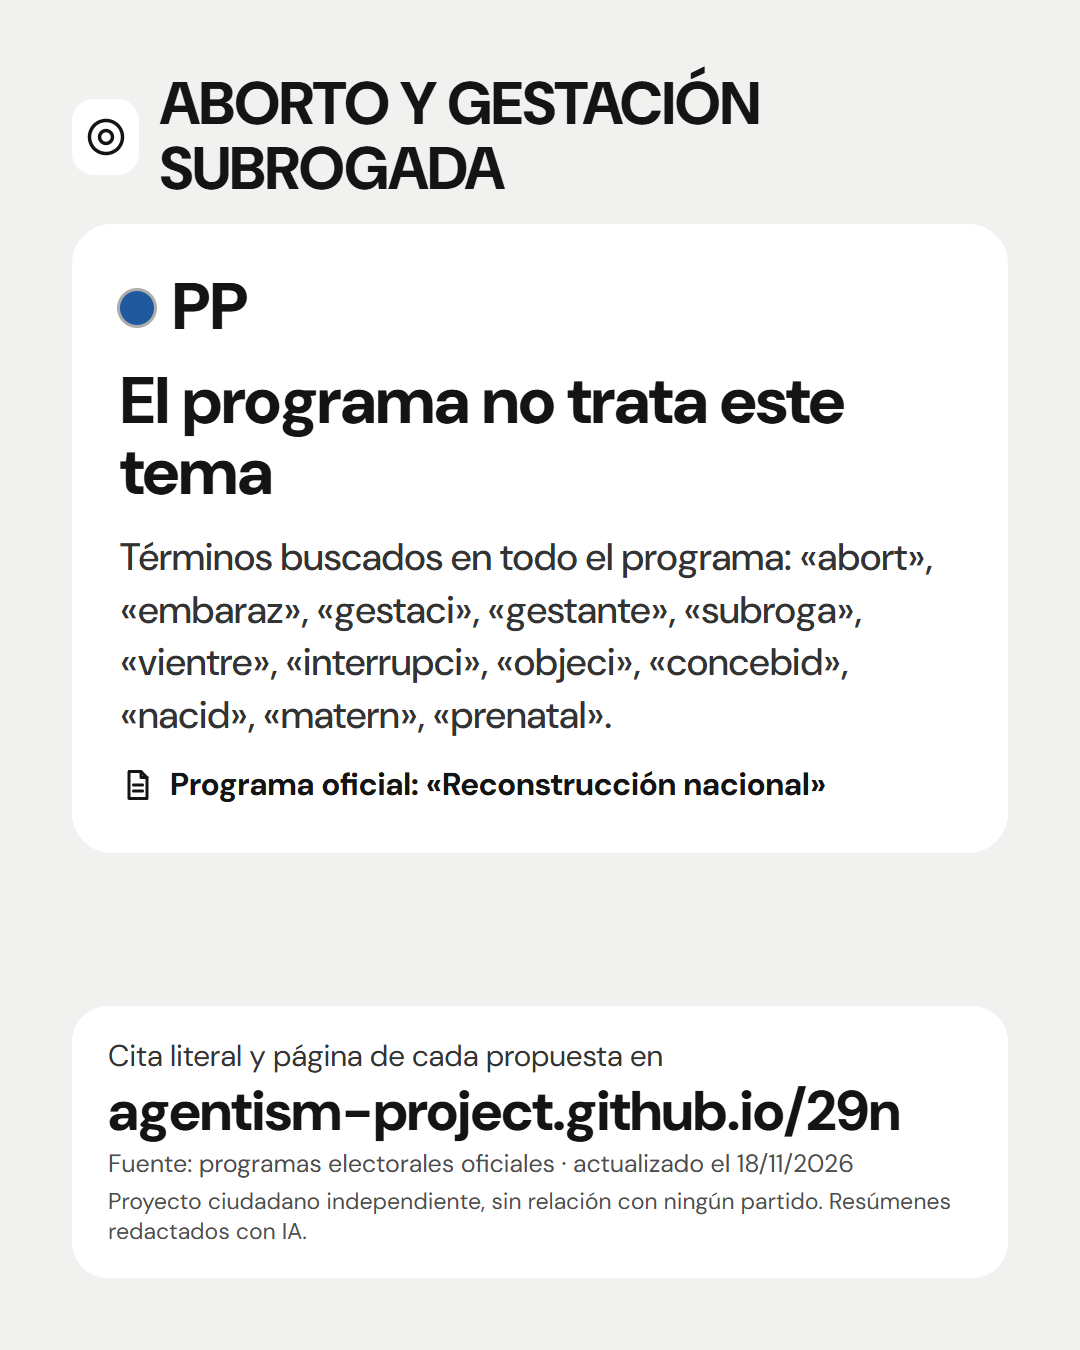 ABORTO Y GESTACIÓN
SUBROGADA
PP
El programa no trata este
tema
Términos buscados en todo el programa: «abort»,
«embaraz», «gestaci», «gestante», «subroga»,
«vientre», «interrupci», «objeci», «concebid»,
«nacid», «matern», «prenatal».
Programa oficial: «Reconstrucción nacional»
Cita literal y página de cada propuesta en
agentism-project.github.io/29n
Fuente: programas electorales oficiales · actualizado el 18/11/2026
Proyecto ciudadano independiente, sin relación con ningún partido. Resúmenes
redactados con IA.